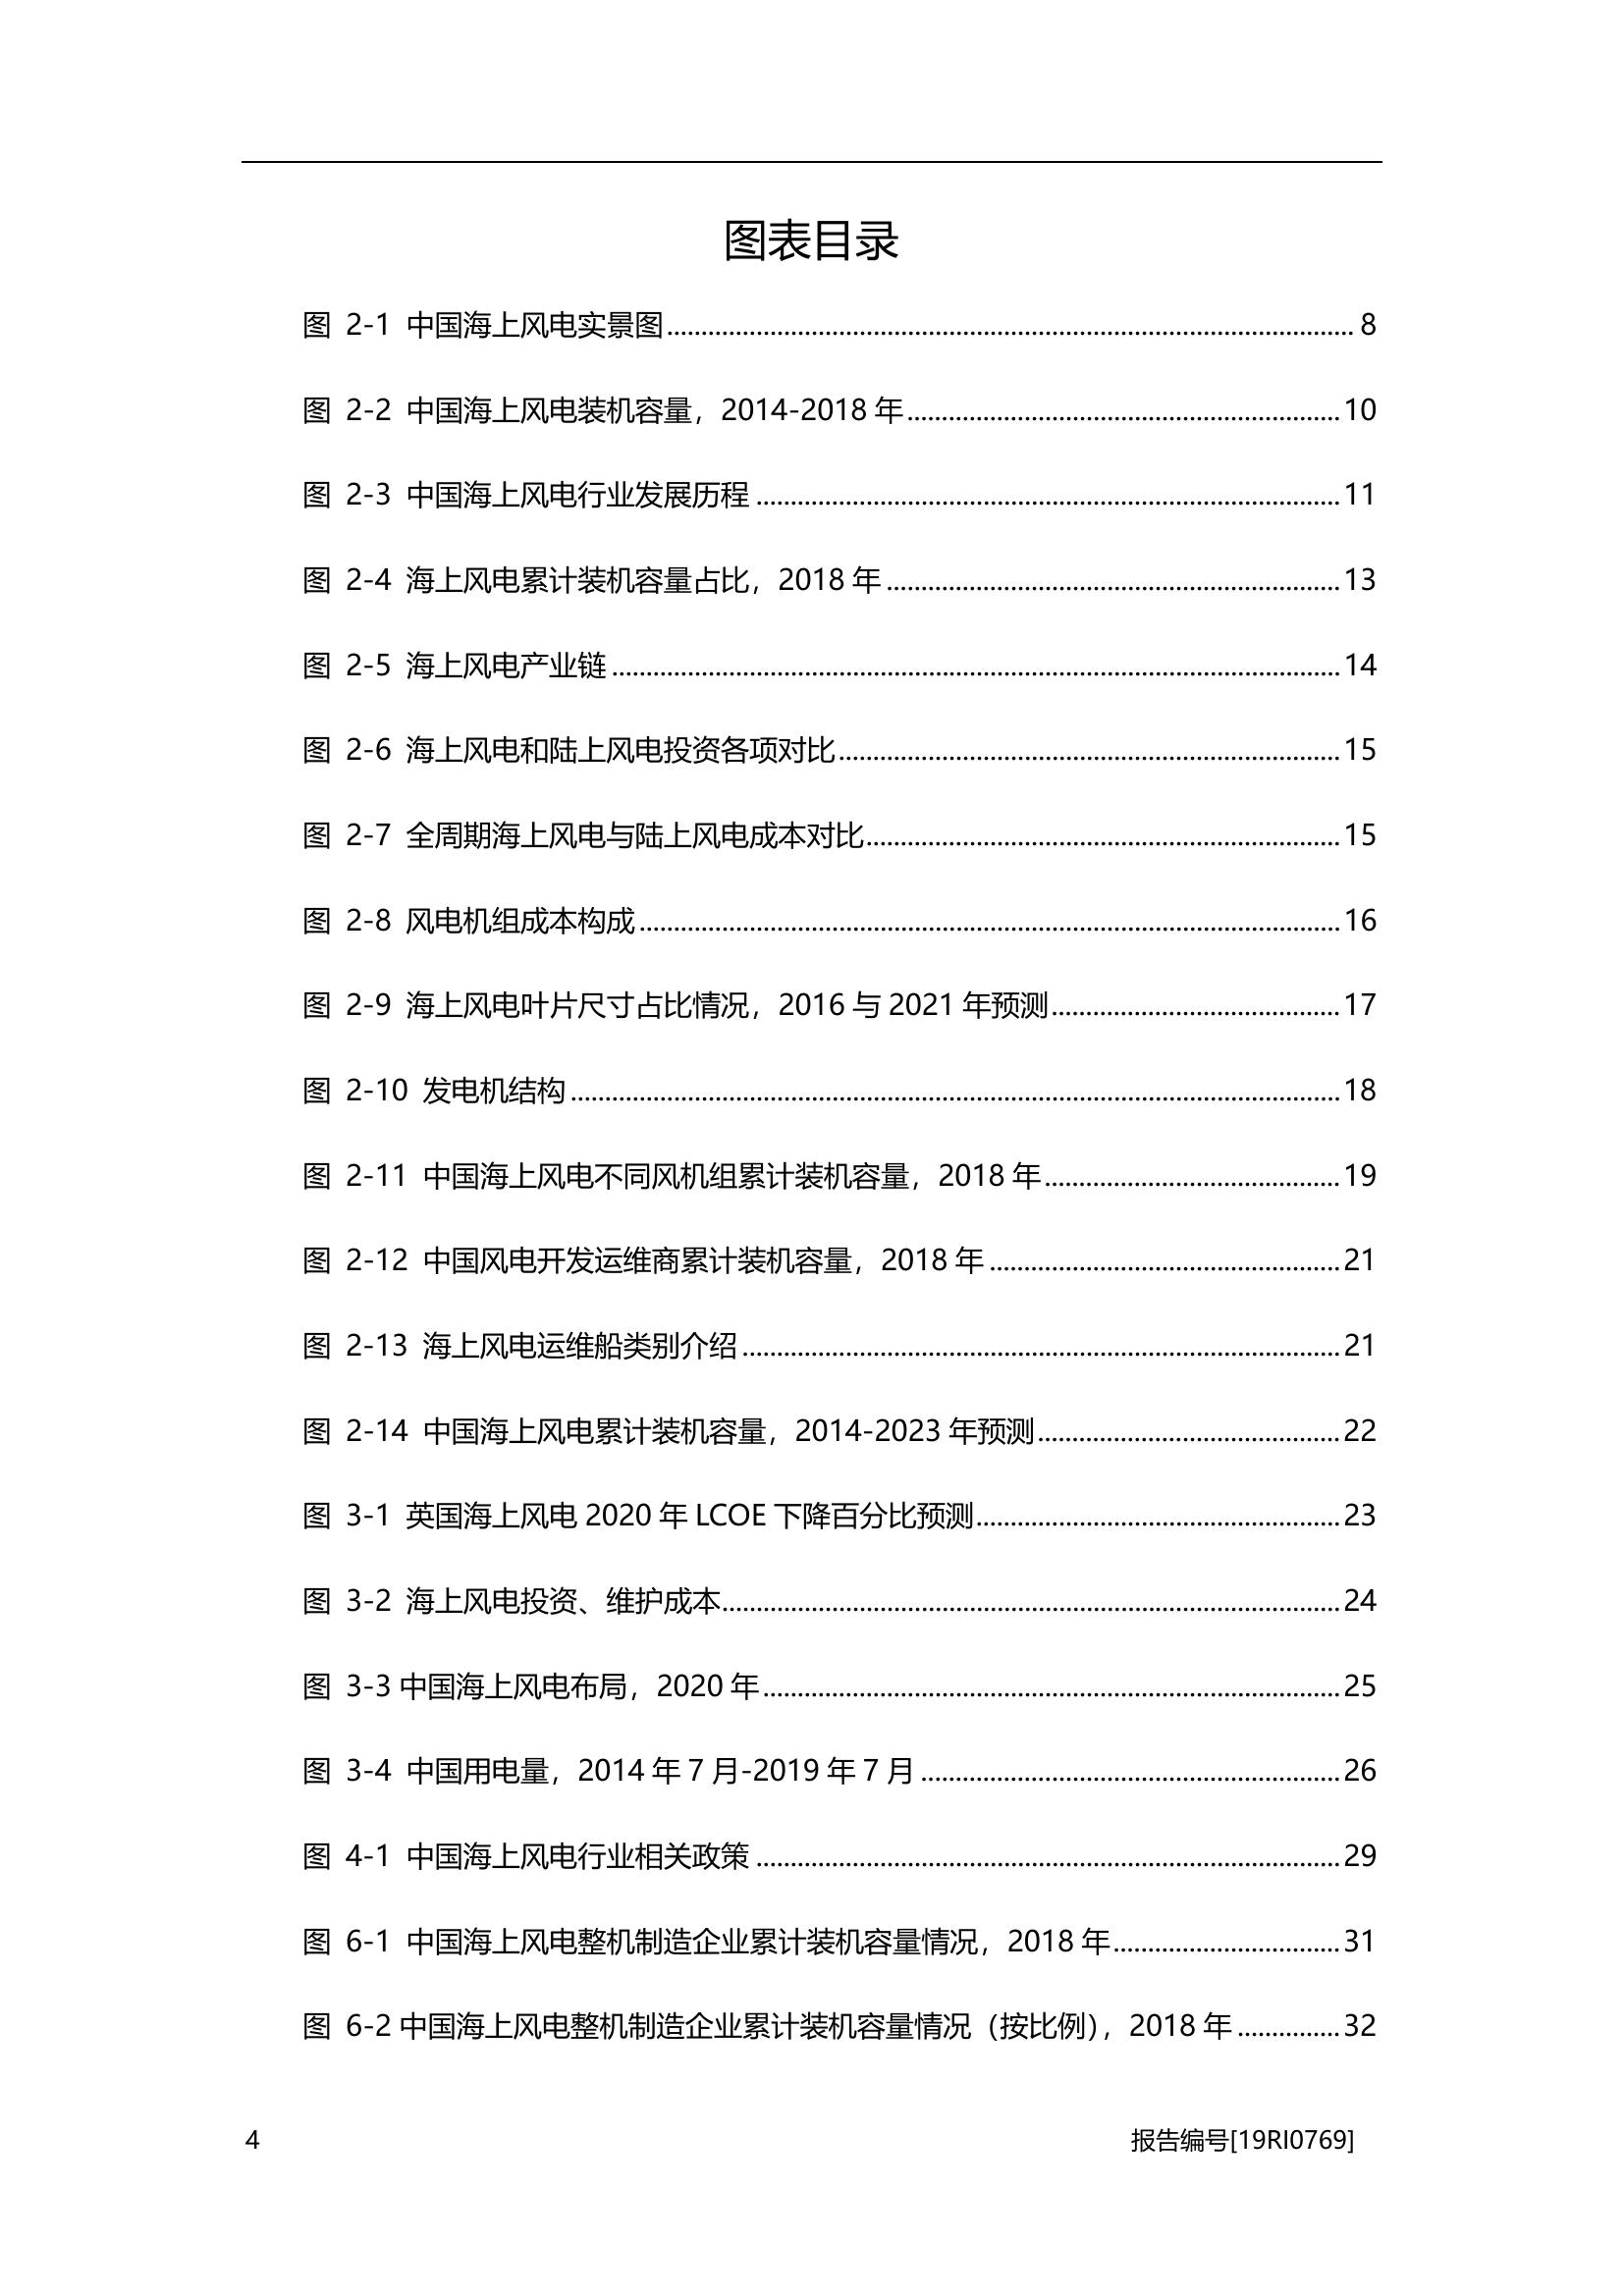 图表目录
图 2-1 中国海上风电实景图........................................ 8
图 2-2 中国海上风电装机容量，2014-2018 年........................................10
图 2-3 中国海上风电行业发展历程 ........................................11
图 2-4 海上风电累计装机容量占比，2018 年 ........................................13
图 2-5 海上风电产业链 ........................................14
图 2-6 海上风电和陆上风电投资各项对比........................................15
图 2-7 全周期海上风电与陆上风电成本对比........................................15
图 2-8 风电机组成本构成 ........................................16
图 2-9 海上风电叶片尺寸占比情况，2016 与 2021 年预测........................................17
图 2-10 发电机结构 ........................................18
图 2-11 中国海上风电不同风机组累计装机容量，2018 年........................................19
图 2-12 中国风电开发运维商累计装机容量，2018 年 ........................................21
图 2-13 海上风电运维船类别介绍 ........................................21
图 2-14 中国海上风电累计装机容量，2014-2023 年预测........................................22
图 3-1 英国海上风电 2020 年 LCOE 下降百分比预测........................................23
图 3-2 海上风电投资、维护成本........................................24
图 3-3 中国海上风电布局，2020 年........................................25
图 3-4 中国用电量，2014 年 7 月-2019 年 7 月 ........................................26
图 4-1 中国海上风电行业相关政策 ........................................29
图 6-1 中国海上风电整机制造企业累计装机容量情况，2018 年........................................31
图 6-2 中国海上风电整机制造企业累计装机容量情况（按比例），2018 年 ...............32
4 报告编号[19RI0769]